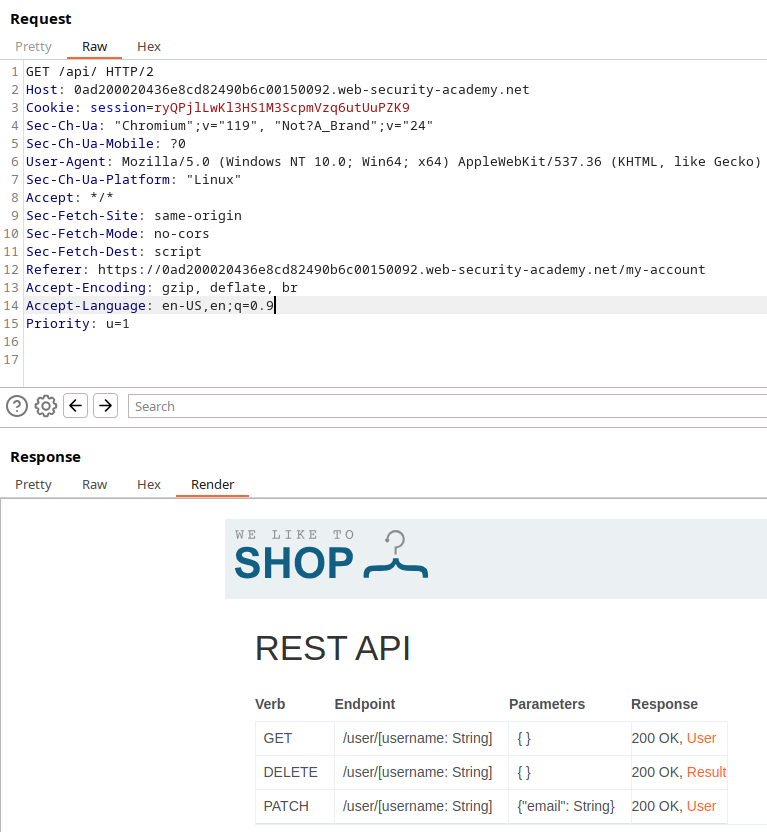 Request
Pretty Raw Hex
1 GET /api/ HTTP/2
2 Host: 0ad200020436e8cd82490b6c00150092.web-security-academy.net
3 Cookie: session=ryQPjlLwKl3HS1M3ScpmVzq6utUuPZK9
4 Sec-Ch-Ua: "Chromium";v="119", "Not?A_Brand";v="24"
5 Sec-Ch-Ua-Mobile: ?0
6 User-Agent: Mozilla/5.0 (Windows NT 10.0; Win64; x64) AppleWebKit/537.36 (KHTML, like Gecko)
7 Sec-Ch-Ua-Platform: "Linux"
8 Accept: */*
9 Sec-Fetch-Site: same-origin
10 Sec-Fetch-Mode: no-cors
11 Sec-Fetch-Dest: script
12 Referer: https://0ad200020436e8cd82490b6c00150092.web-security-academy.net/my-account
13 Accept-Encoding: gzip, deflate, br
14 Accept-Language: en-US,en;q=0.9
15 Priority: u=1
16
17
Search
Response
Pretty Raw Hex Render
WE LIKE TO
SHOP
REST API
Verb Endpoint Parameters Response
GET /user/[username: String] { } 200 OK, User
DELETE /user/[username: String] { } 200 OK, Result
PATCH /user/[username: String] {"email": String} 200 OK, User